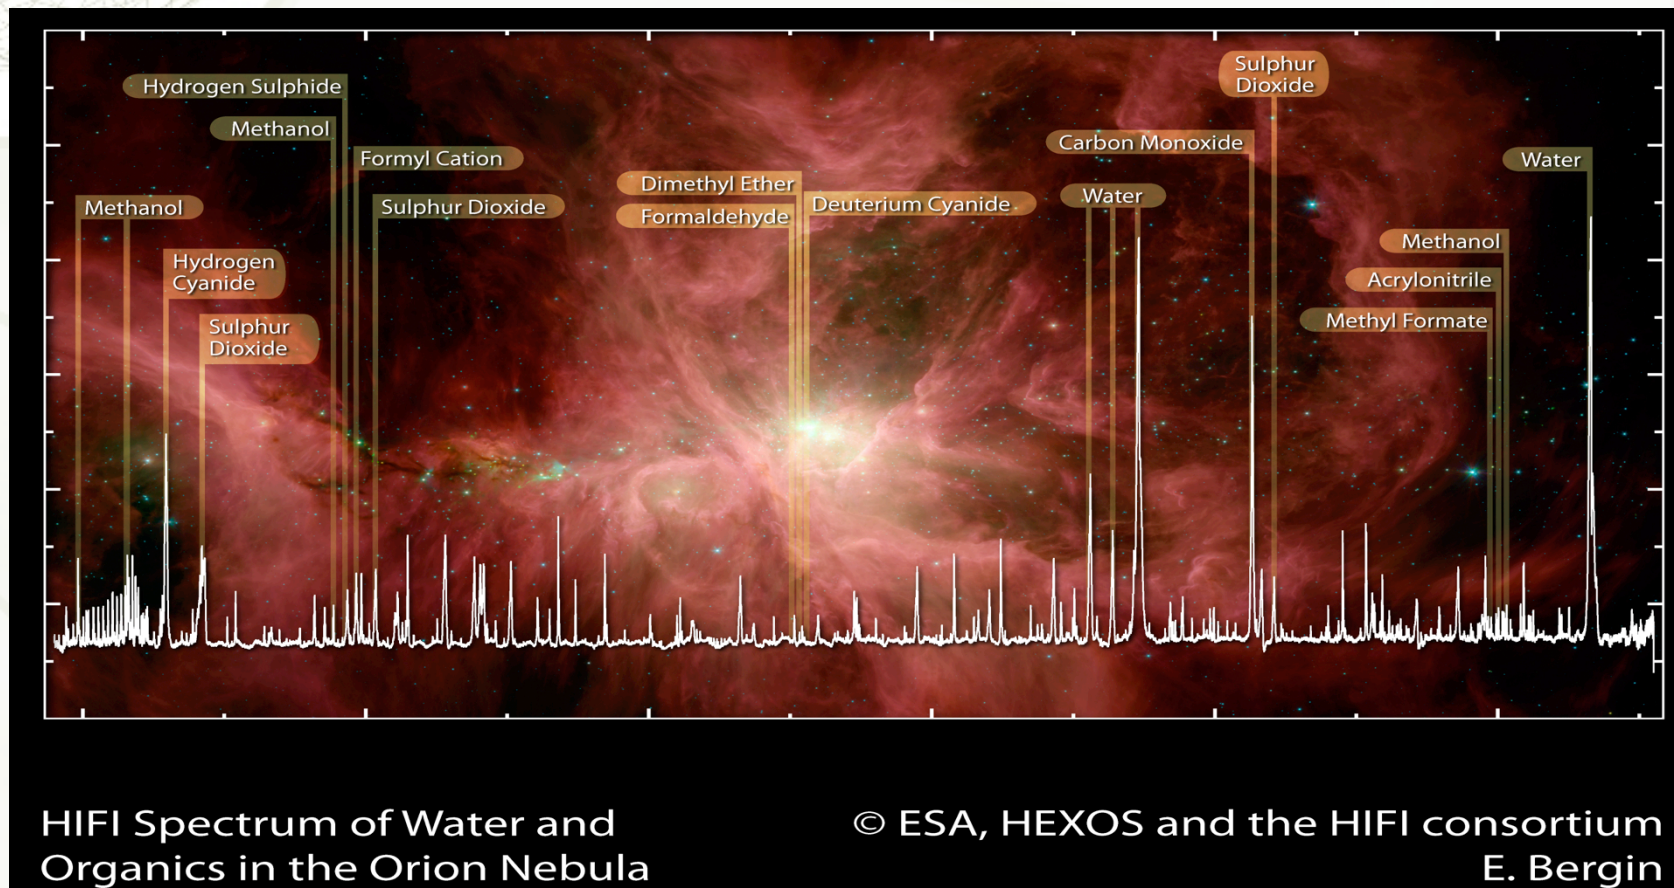 Hydrogen Sulphide
Methanol
Formyl Cation
Methanol
Sulphur Dioxide
Hydrogen
Cyanide
Sulphur
Dioxide
Dimethyl Ether
Formaldehyde
Deuterium Cyanide
Sulphur
Dioxide
Carbon Monoxide
Water
Water
Methanol
Acrylonitrile
Methyl Formate
HIFI Spectrum of Water and
Organics in the Orion Nebula
© ESA, HEXOS and the HIFI consortium
E. Bergin